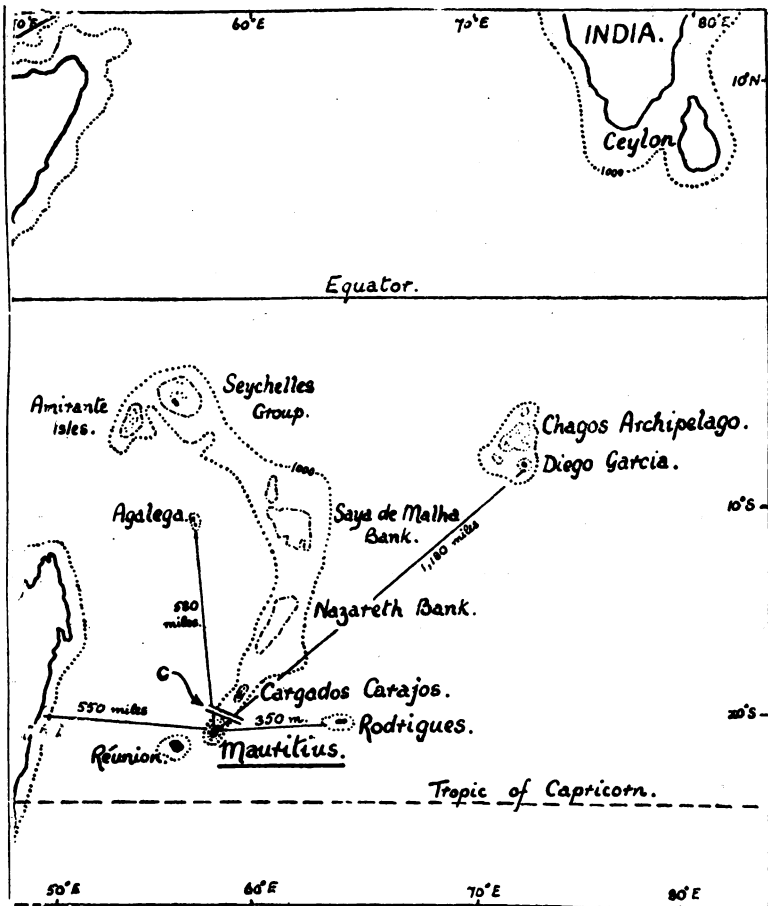 60°E
70°E
80°E
INDIA.
10°N
Ceylon
1000
Equator.
Seychelles
Group.
Amirante
Isles.
Chagos Archipelago.
Diego Garcia.
1000
10°S
Agalega.
Saya de Malha
Bank.
1,180 miles
580
miles.
Nazareth Bank.
C
Cargados Carajos.
550 miles
350 m.
Rodrigues.
20°S
Réunion.
Mauritius.
Tropic of Capricorn.
50°E
60°E
70°E
80°E